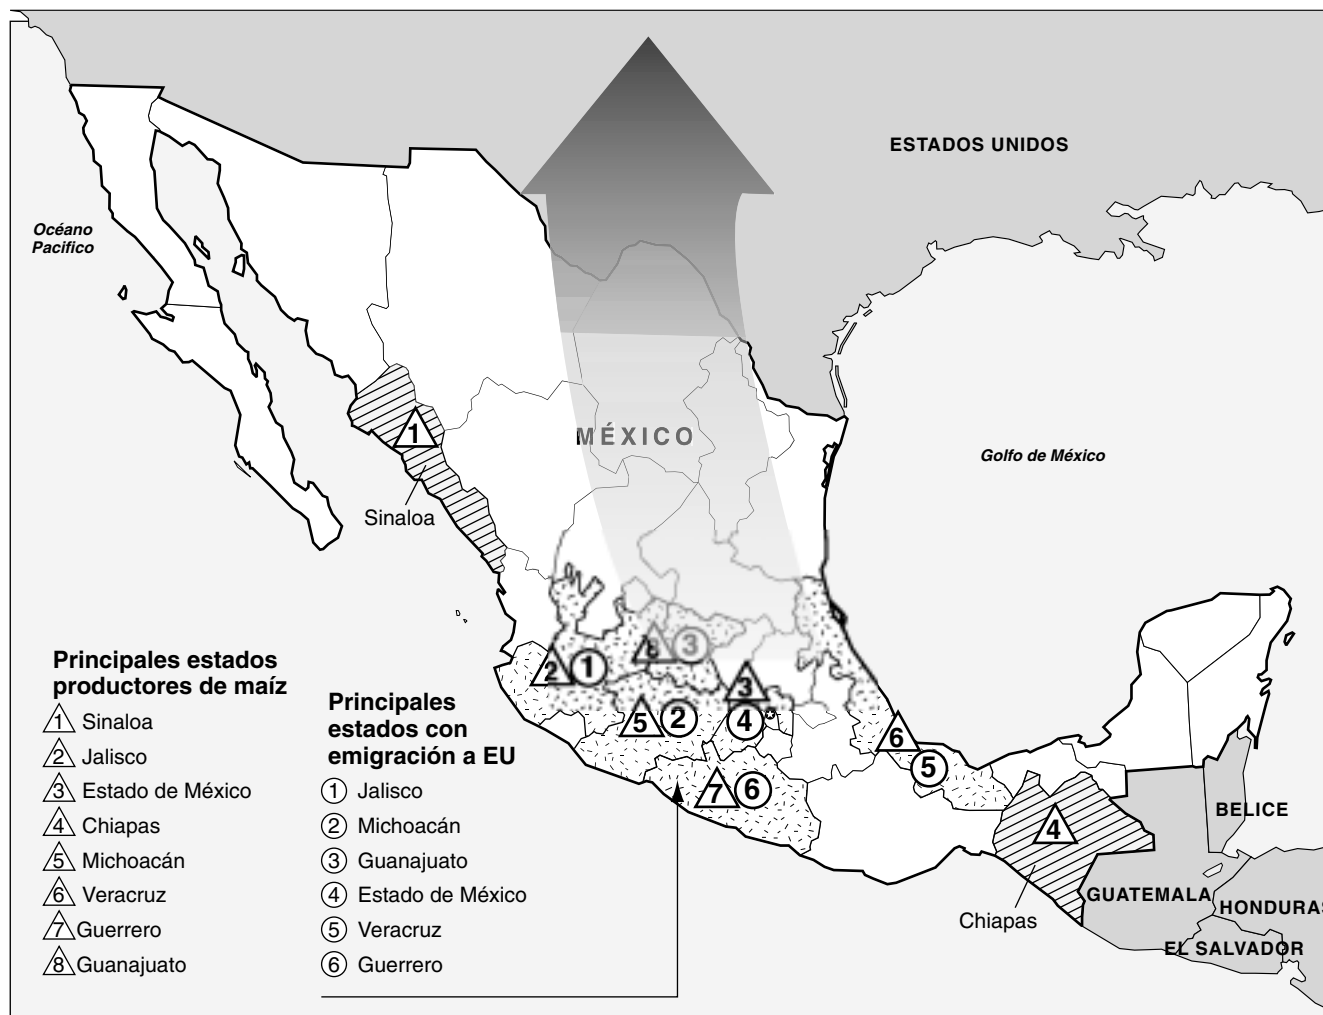 ESTADOS UNIDOS
Océano
Pacifico
MÉXICO
Golfo de México
1
Sinaloa
8 3
2 1
3
5 2
4
6
5
7 6
4
Chiapas
BELICE
GUATEMALA
HONDURAS
EL SALVADOR
Principales estados
productores de maíz
1 Sinaloa
2 Jalisco
3 Estado de México
4 Chiapas
5 Michoacán
6 Veracruz
7 Guerrero
8 Guanajuato
Principales
estados con
emigración a EU
1 Jalisco
2 Michoacán
3 Guanajuato
4 Estado de México
5 Veracruz
6 Guerrero